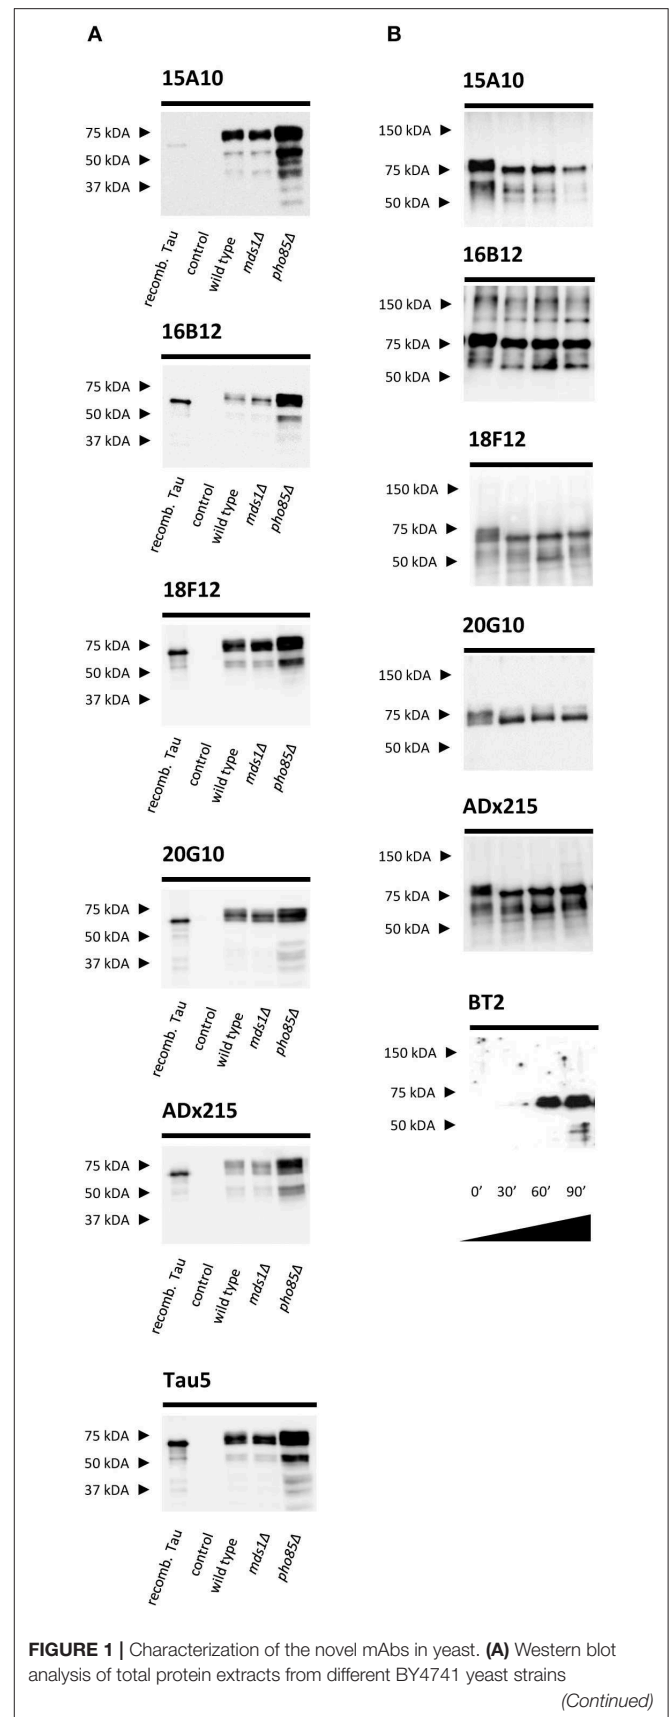 A
15A10
75 kDA ►
50 kDA ►
37 kDA ►
recomb. Tau
control
wild type
mds1Δ
pho85Δ
16B12
75 kDA ►
50 kDA ►
37 kDA ►
recomb. Tau
control
wild type
mds1Δ
pho85Δ
18F12
75 kDA ►
50 kDA ►
37 kDA ►
recomb. Tau
control
wild type
mds1Δ
pho85Δ
20G10
75 kDA ►
50 kDA ►
37 kDA ►
recomb. Tau
control
wild type
mds1Δ
pho85Δ
ADx215
75 kDA ►
50 kDA ►
37 kDA ►
recomb. Tau
control
wild type
mds1Δ
pho85Δ
Tau5
75 kDA ►
50 kDA ►
37 kDA ►
recomb. Tau
control
wild type
mds1Δ
pho85Δ
B
15A10
150 kDA ►
75 kDA ►
50 kDA ►
16B12
150 kDA ►
75 kDA ►
50 kDA ►
18F12
150 kDA ►
75 kDA ►
50 kDA ►
20G10
150 kDA ►
75 kDA ►
50 kDA ►
ADx215
150 kDA ►
75 kDA ►
50 kDA ►
BT2
150 kDA ►
75 kDA ►
50 kDA ►
0′ 30′ 60′ 90′
FIGURE 1 | Characterization of the novel mAbs in yeast. (A) Western blot
analysis of total protein extracts from different BY4741 yeast strains
(Continued)